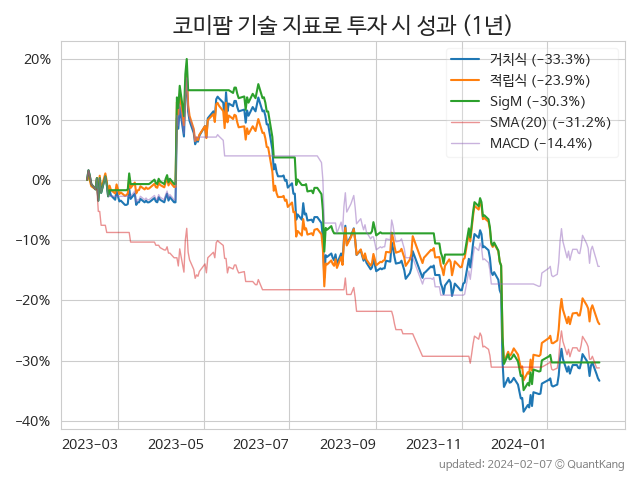 코미팜 기술 지표로 투자 시 성과 (1년)
거치식 (−33.3%)
적립식 (−23.9%)
SigM (−30.3%)
SMA(20) (−31.2%)
MACD (−14.4%)
20%
10%
0%
−10%
−20%
−30%
−40%
2023−03 2023−05 2023−07 2023−09 2023−11 2024−01
updated: 2024−02−07 © QuantKang